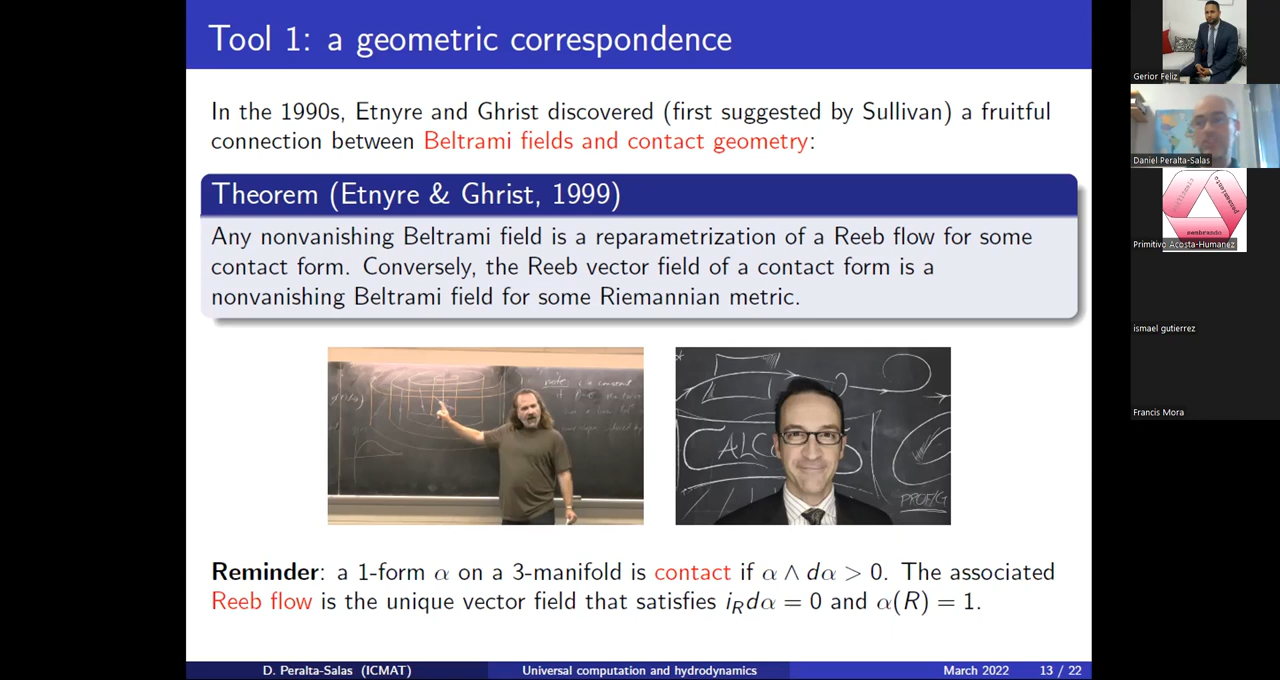 Tool 1: a geometric correspondence
In the 1990s, Etnyre and Ghrist discovered (first suggested by Sullivan) a fruitful
connection between Beltrami fields and contact geometry:
Theorem (Etnyre & Ghrist, 1999)
Any nonvanishing Beltrami field is a reparametrization of a Reeb flow for some
contact form. Conversely, the Reeb vector field of a contact form is a
nonvanishing Beltrami field for some Riemannian metric.
CALC
PROF/G
Reminder: a 1-form α on a 3-manifold is contact if α ∧ dα > 0. The associated
Reeb flow is the unique vector field that satisfies i_R dα = 0 and α(R) = 1.
D. Peralta-Salas (ICMAT) Universal computation and hydrodynamics March 2022 13 / 22
Gerior Feliz
Daniel Peralta-Salas
pensamiento
sembrando
Primitivo Acosta-Humanez
ismael gutierrez
Francis Mora